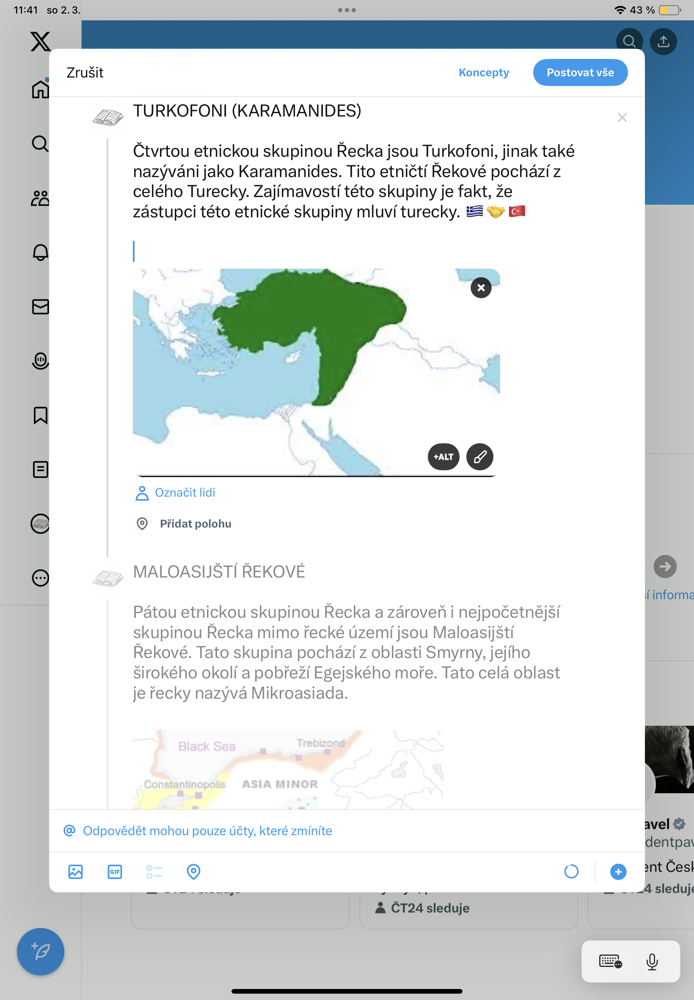 11:41 so 2. 3.
43 %
Zrušit
Koncepty
Postovat vše
TURKOFONI (KARAMANIDES)
Čtvrtou etnickou skupinou Řecka jsou Turkofoni, jinak také
nazýváni jako Karamanides. Tito etničtí Řekové pochází z
celého Turecky. Zajímavostí této skupiny je fakt, že
zástupci této etnické skupiny mluví turecky. 🇬🇷🤝🇹🇷
+ALT
Označit lidi
Přidat polohu
MALOASIJŠTÍ ŘEKOVÉ
Pátou etnickou skupinou Řecka a zároveň i nejpočetnější
skupinou Řecka mimo řecké území jsou Maloasijští
Řekové. Tato skupina pochází z oblasti Smyrny, jejího
širokého okolí a pobřeží Egejského moře. Tato celá oblast
je řecky nazývá Mikroasiada.
í informa
Black Sea
Trebizond
Constantinopolis
ASIA MINOR
avel
dentpav
ent Česk
4 sleduje
@ Odpovědět mohou pouze účty, které zmíníte
GIF
ČT24 sleduje